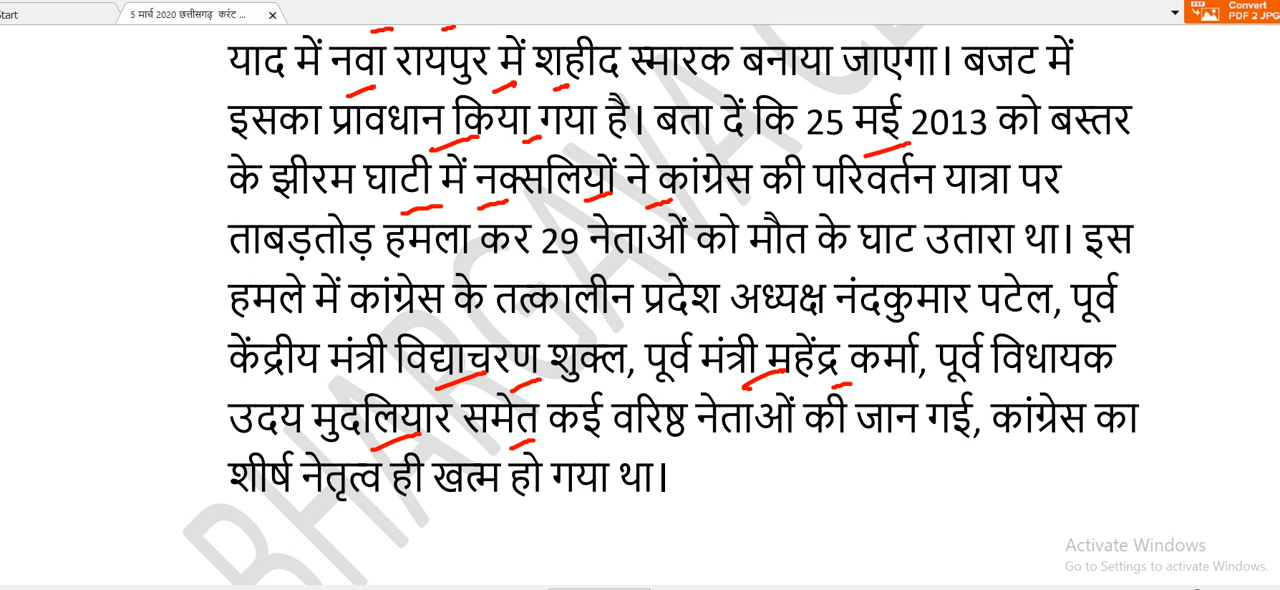 Start
5 मार्च 2020 छत्तीसगढ़ करंट ...
Convert
PDF 2 JPG
याद में नवा रायपुर में शहीद स्मारक बनाया जाएगा। बजट में
इसका प्रावधान किया गया है। बता दें कि 25 मई 2013 को बस्तर
के झीरम घाटी में नक्सलियों ने कांग्रेस की परिवर्तन यात्रा पर
ताबड़तोड़ हमला कर 29 नेताओं को मौत के घाट उतारा था। इस
हमले में कांग्रेस के तत्कालीन प्रदेश अध्यक्ष नंदकुमार पटेल, पूर्व
केंद्रीय मंत्री विद्याचरण शुक्ल, पूर्व मंत्री महेंद्र कर्मा, पूर्व विधायक
उदय मुदलियार समेत कई वरिष्ठ नेताओं की जान गई, कांग्रेस का
शीर्ष नेतृत्व ही खत्म हो गया था।
BHARGAVA
Activate Windows
Go to Settings to activate Windows.